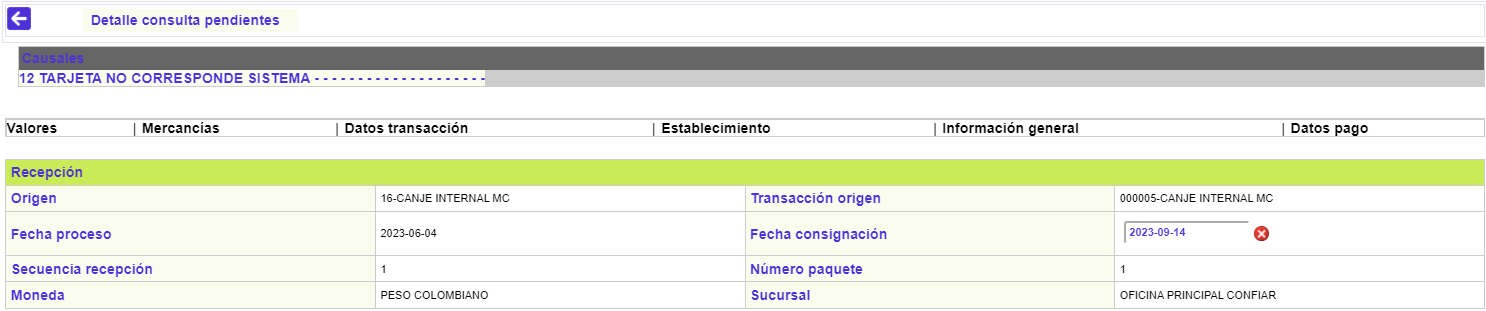 Detalle consulta pendientes
Causales
12 TARJETA NO CORRESPONDE SISTEMA - - - - - - - - - - - - - - - - - - - -
Valores | Mercancías | Datos transacción | Establecimiento | Información general | Datos pago
Recepción
Origen 16-CANJE INTERNAL MC Transacción origen 000005-CANJE INTERNAL MC
Fecha proceso 2023-06-04 Fecha consignación 2023-09-14
Secuencia recepción 1 Número paquete 1
Moneda PESO COLOMBIANO Sucursal OFICINA PRINCIPAL CONFIAR